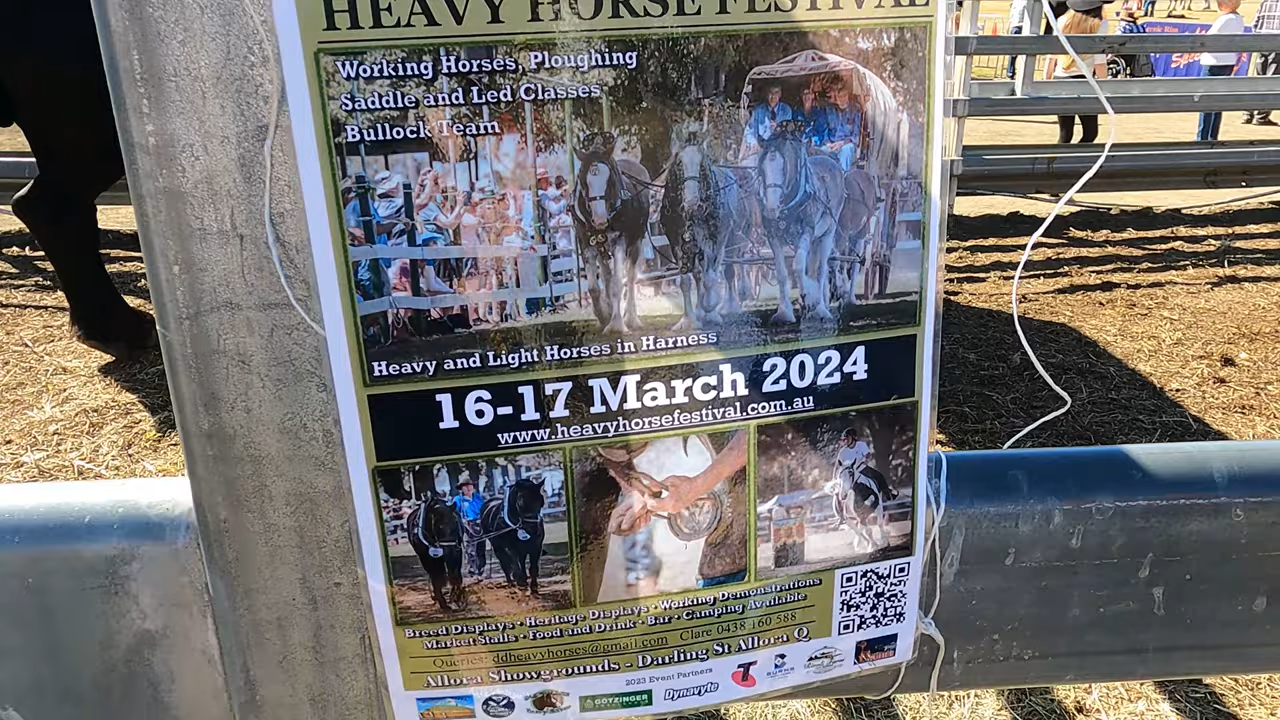 HEAVY HORSE FESTIVAL
Working Horses, Ploughing
Saddle and Led Classes
Bullock Team
Heavy and Light Horses in Harness
16-17 March 2024
www.heavyhorsefestival.com.au
Breed Displays • Heritage Displays • Working Demonstrations
Market Stalls • Food and Drink • Bar • Camping Available
Queries: ddheavyhorses@gmail.com Clare 0438 160 588
Allora Showgrounds - Darling St Allora Q
2023 Event Partners
GOTZINGER
Dynavyte
T
BURNS